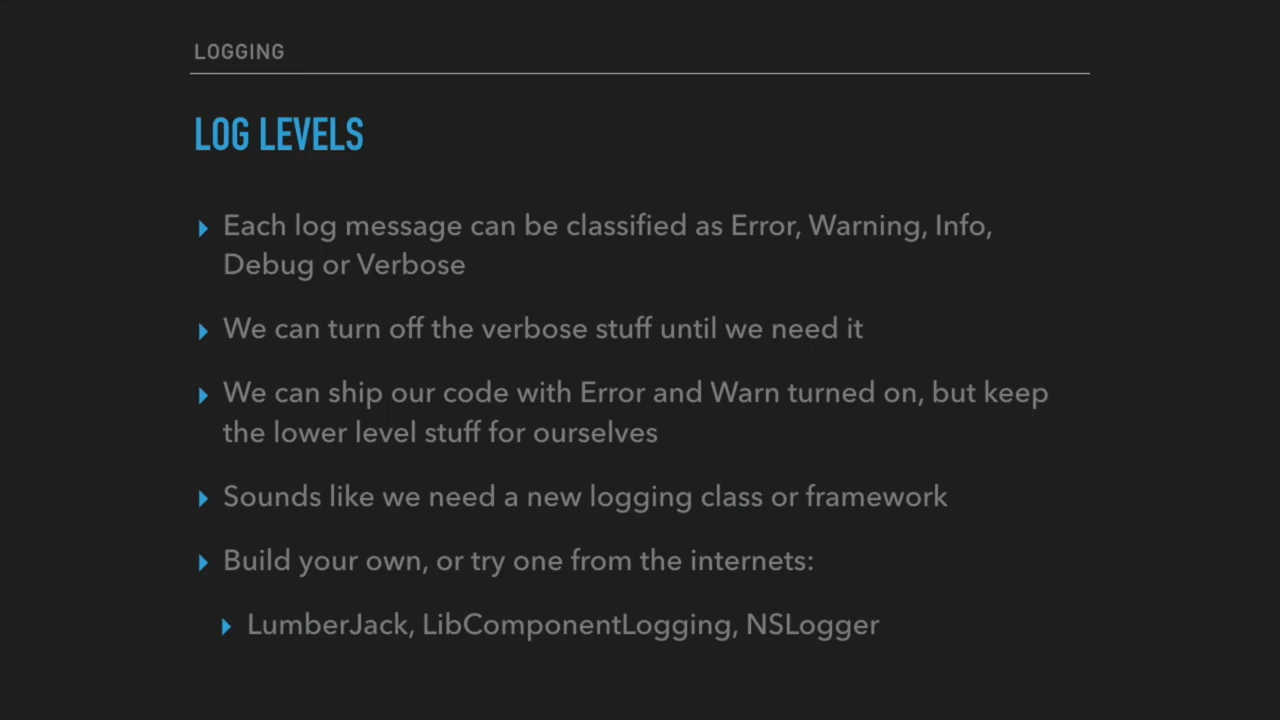 LOGGING
LOG LEVELS
Each log message can be classified as Error, Warning, Info,
Debug or Verbose
We can turn off the verbose stuff until we need it
We can ship our code with Error and Warn turned on, but keep
the lower level stuff for ourselves
Sounds like we need a new logging class or framework
Build your own, or try one from the internets:
LumberJack, LibComponentLogging, NSLogger